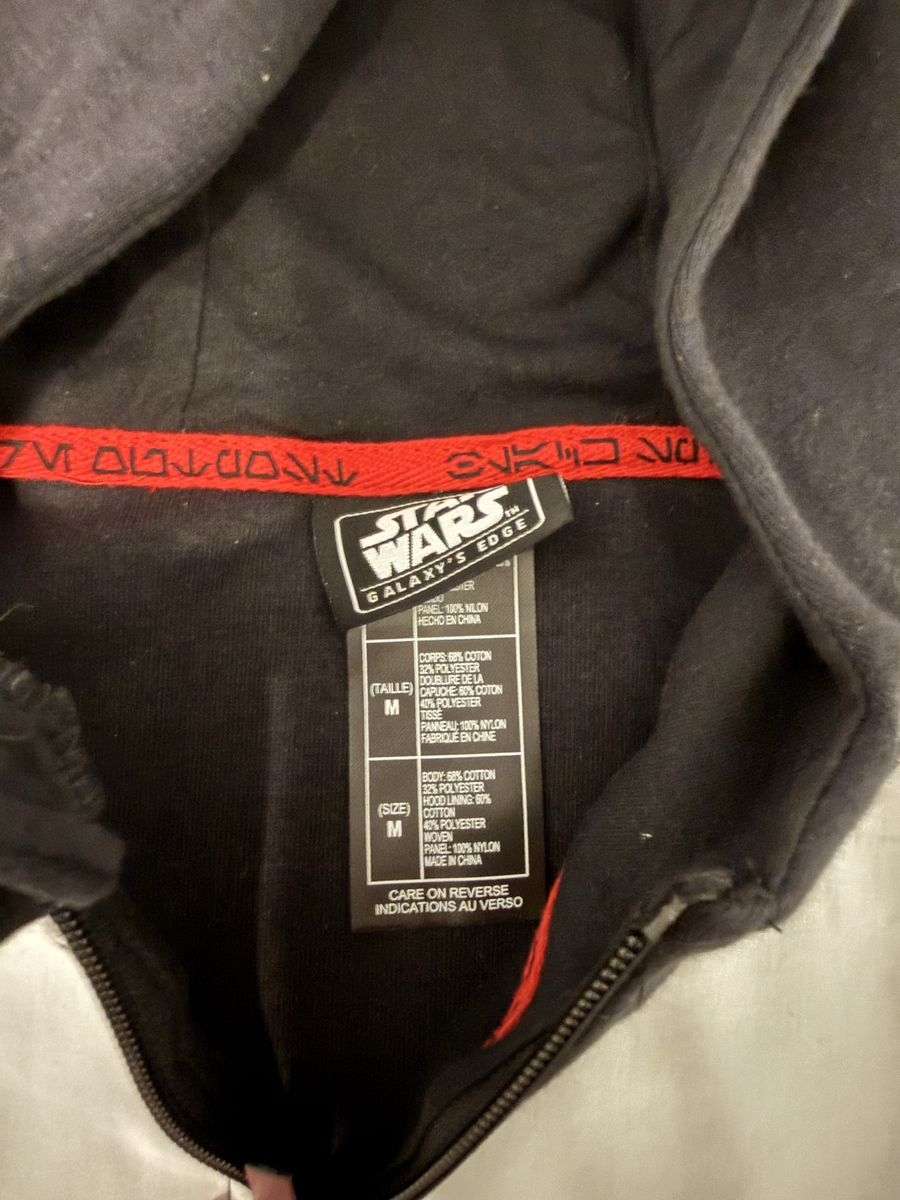 STAR
WARS™
GALAXY'S EDGE
PANEL: 100% NILON
HECHO EN CHINA
(TAILLE)
M
CORPS: 68% COTON
32% POLYESTER
DOUBLURE DE LA
CAPUCHE: 60% COTON
40% POLYESTER
TISSÉ
PANNEAU: 100% NYLON
FABRIQUÉ EN CHINE
(SIZE)
M
BODY: 68% COTTON
32% POLYESTER
HOOD LINING: 60%
COTTON
40% POLYESTER
WOVEN
PANEL: 100% NYLON
MADE IN CHINA
CARE ON REVERSE
INDICATIONS AU VERSO